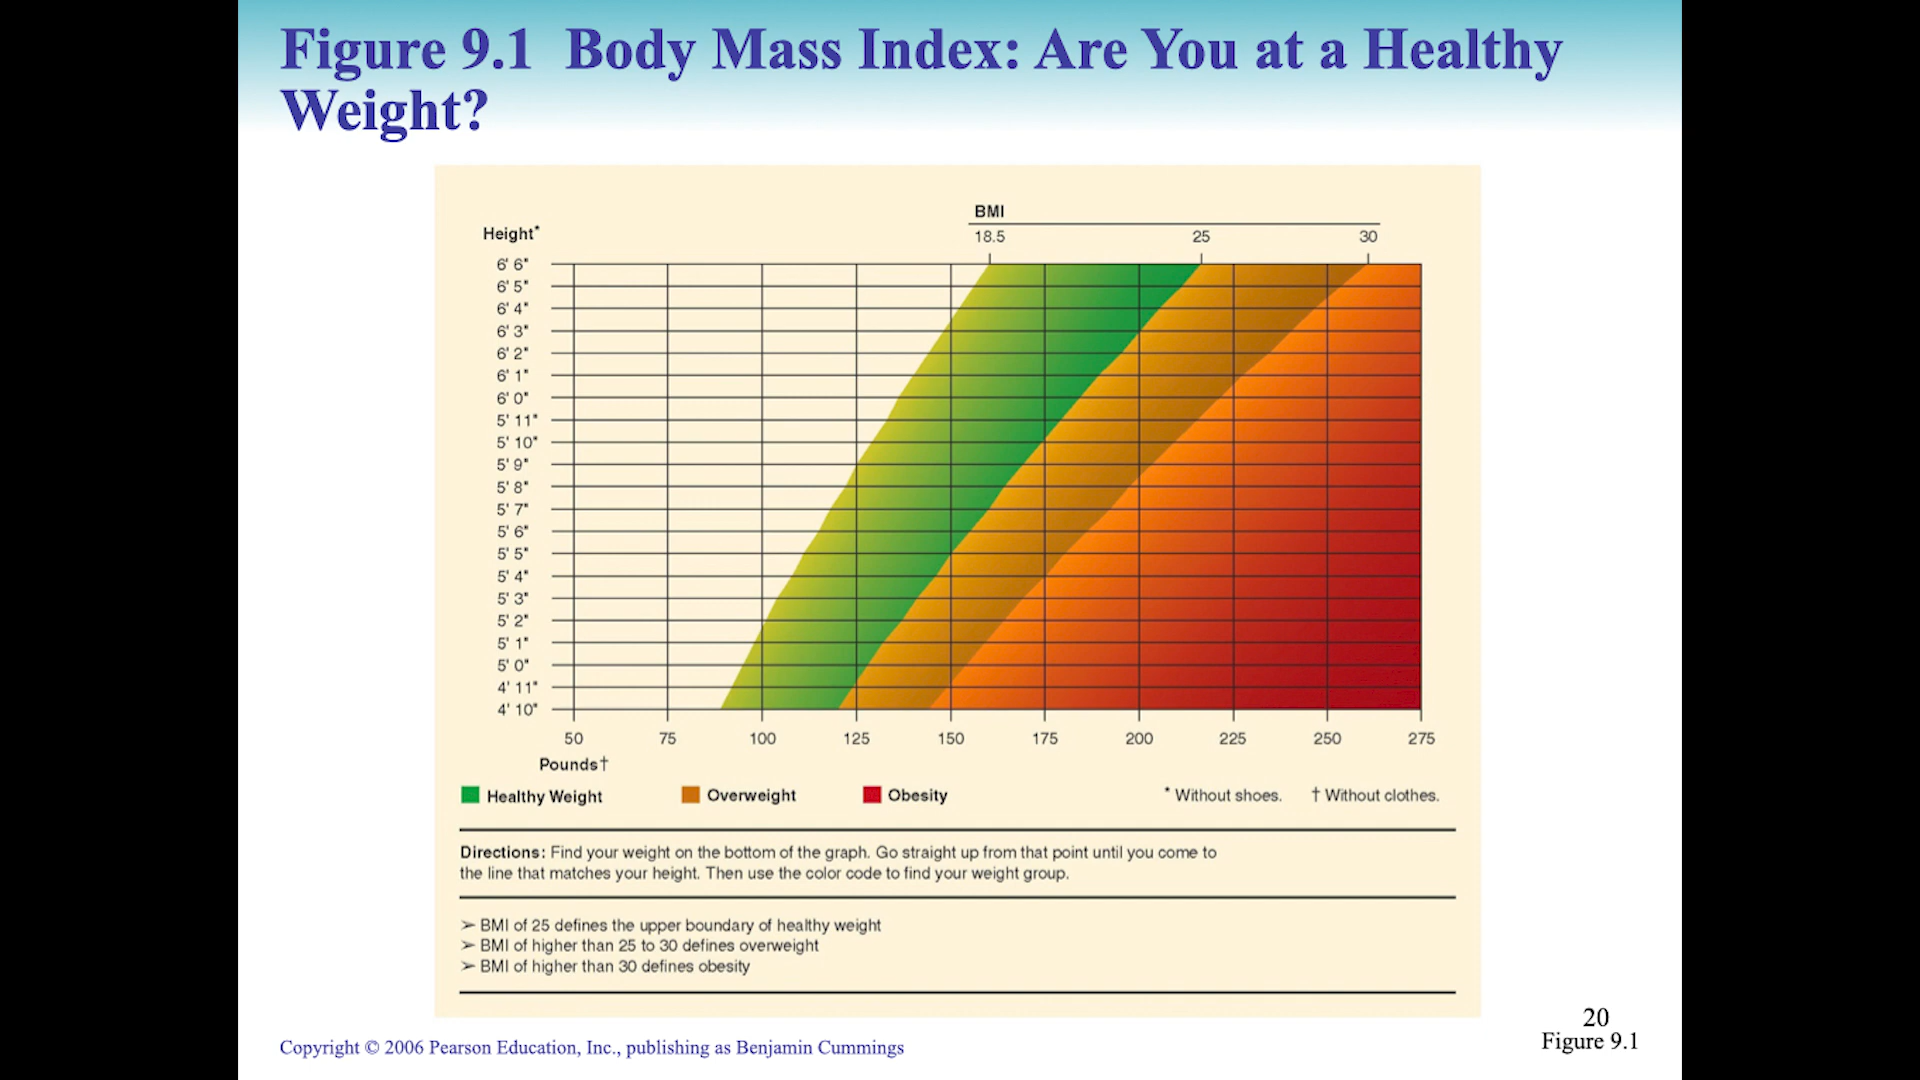 Figure 9.1 Body Mass Index: Are You at a Healthy
Weight?
BMI
Height*
18.5 25 30
6' 6"
6' 5"
6' 4"
6' 3"
6' 2"
6' 1"
6' 0"
5' 11"
5' 10"
5' 9"
5' 8"
5' 7"
5' 6"
5' 5"
5' 4"
5' 3"
5' 2"
5' 1"
5' 0"
4' 11"
4' 10"
50 75 100 125 150 175 200 225 250 275
Pounds†
Healthy Weight Overweight Obesity * Without shoes. † Without clothes.
Directions: Find your weight on the bottom of the graph. Go straight up from that point until you come to
the line that matches your height. Then use the color code to find your weight group.
➢ BMI of 25 defines the upper boundary of healthy weight
➢ BMI of higher than 25 to 30 defines overweight
➢ BMI of higher than 30 defines obesity
20
Figure 9.1
Copyright © 2006 Pearson Education, Inc., publishing as Benjamin Cummings